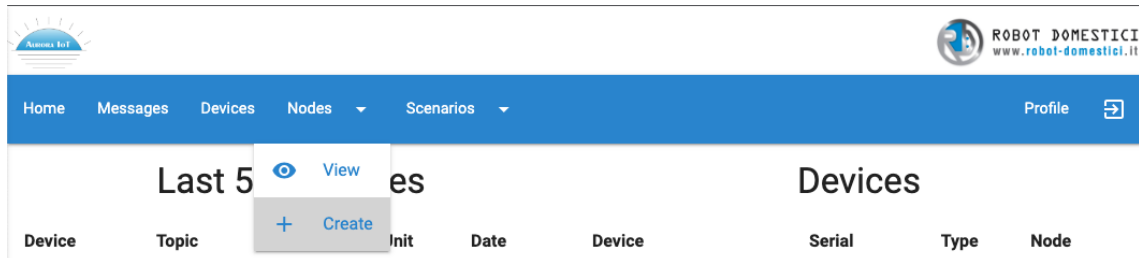 AURORA IoT
ROBOT DOMESTICI
www.robot-domestici.it
Home Messages Devices Nodes Scenarios Profile
View
Create
Last 5 es
Devices
Device Topic Unit Date Device Serial Type Node